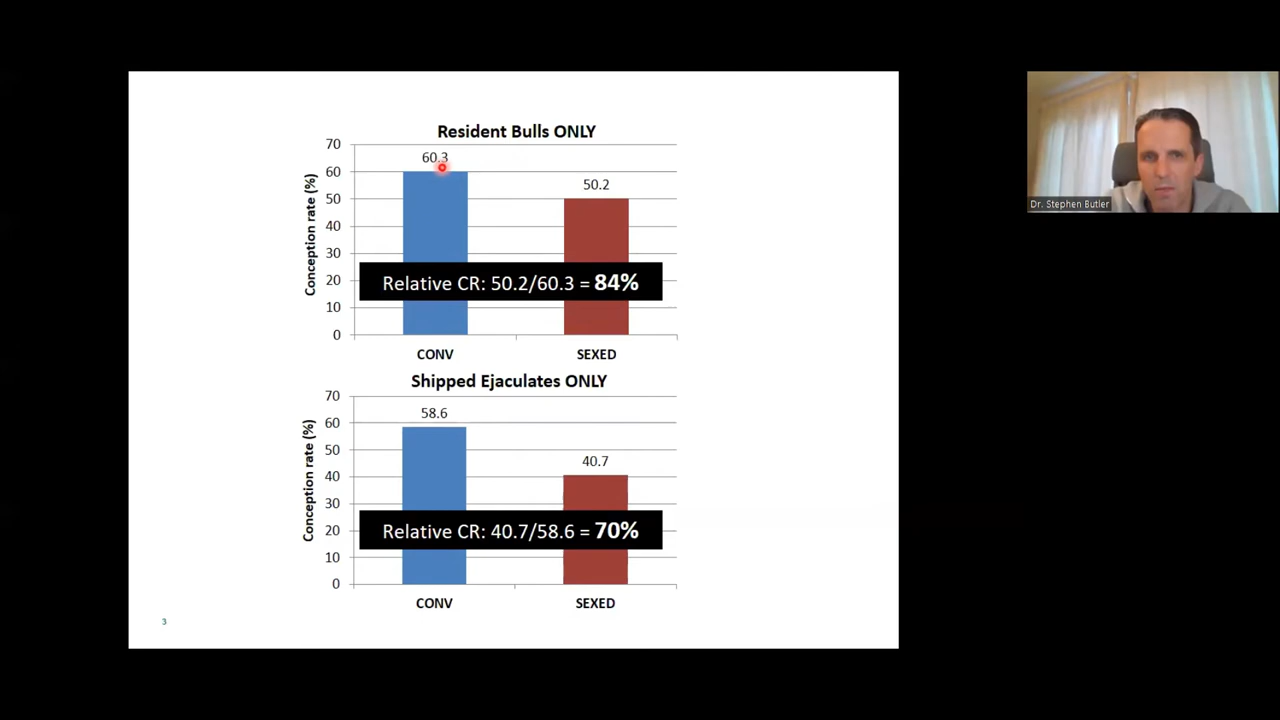 Resident Bulls ONLY
70
60
50
40
30
20
10
0
Conception rate (%)
60.3
50.2
Relative CR: 50.2/60.3 = 84%
CONV
SEXED
Shipped Ejaculates ONLY
70
60
50
40
30
20
10
0
Conception rate (%)
58.6
40.7
Relative CR: 40.7/58.6 = 70%
CONV
SEXED
3
Dr. Stephen Butler